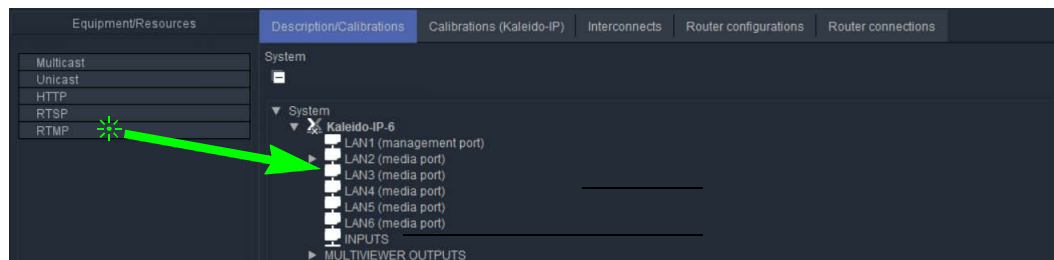 Equipment/Resources
Description/Calibrations
Calibrations (Kaleido-IP)
Interconnects
Router configurations
Router connections
Multicast
Unicast
HTTP
RTSP
RTMP
System
System
Kaleido-IP-6
LAN1 (management port)
LAN2 (media port)
LAN3 (media port)
LAN4 (media port)
LAN5 (media port)
LAN6 (media port)
INPUTS
MULTIVIEWER OUTPUTS